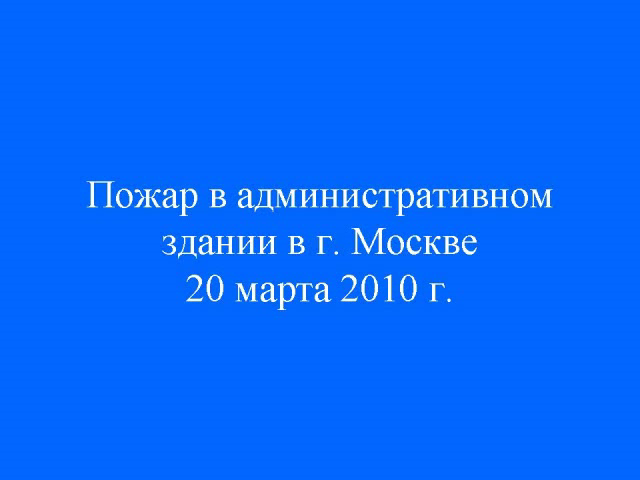 Пожар в административном
здании в г. Москве
20 марта 2010 г.